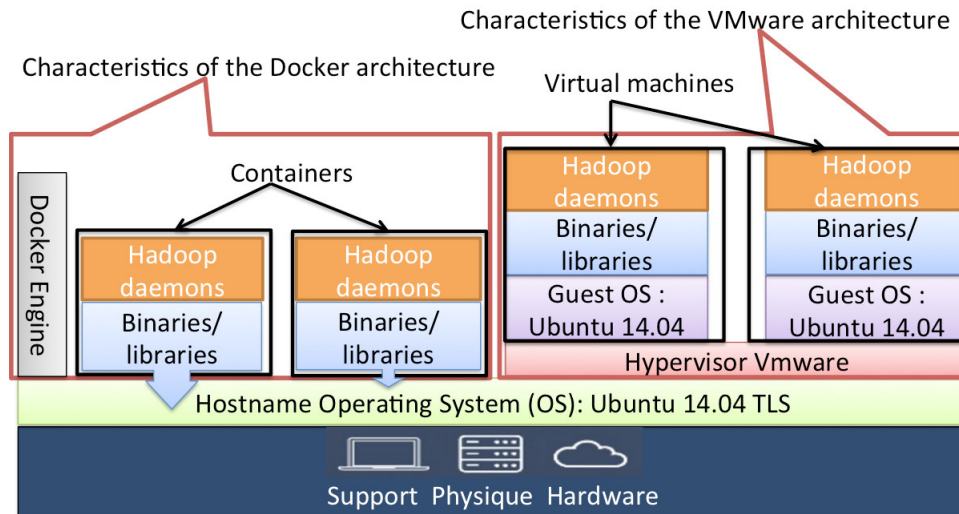 Characteristics of the VMware architecture
Characteristics of the Docker architecture
Virtual machines
Containers
Docker Engine
Hadoop
daemons
Binaries/
libraries
Hadoop
daemons
Binaries/
libraries
Hadoop
daemons
Binaries/
libraries
Guest OS :
Ubuntu 14.04
Hadoop
daemons
Binaries/
libraries
Guest OS :
Ubuntu 14.04
Hypervisor Vmware
Hostname Operating System (OS): Ubuntu 14.04 TLS
Support Physique Hardware